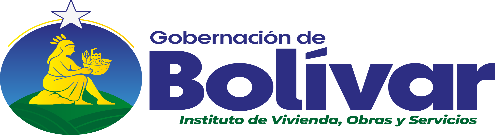 Gobernación de
Bolívar
Instituto de Vivienda, Obras y Servicios